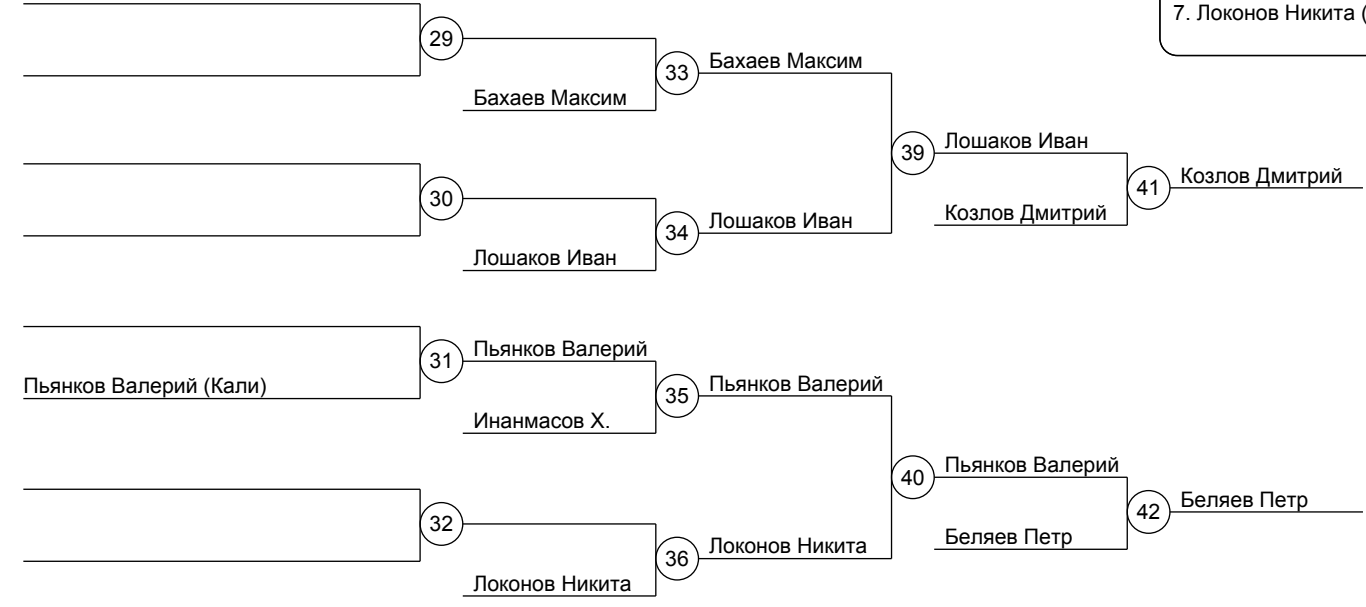 7. Локонов Никита (
29
Бахаев Максим
33
Бахаев Максим
39
Лошаков Иван
Козлов Дмитрий
41
Козлов Дмитрий
30
Лошаков Иван
34
Лошаков Иван
Пьянков Валерий (Кали)
31
Пьянков Валерий
Инанмасов Х.
35
Пьянков Валерий
40
Пьянков Валерий
Беляев Петр
42
Беляев Петр
32
Локонов Никита
36
Локонов Никита